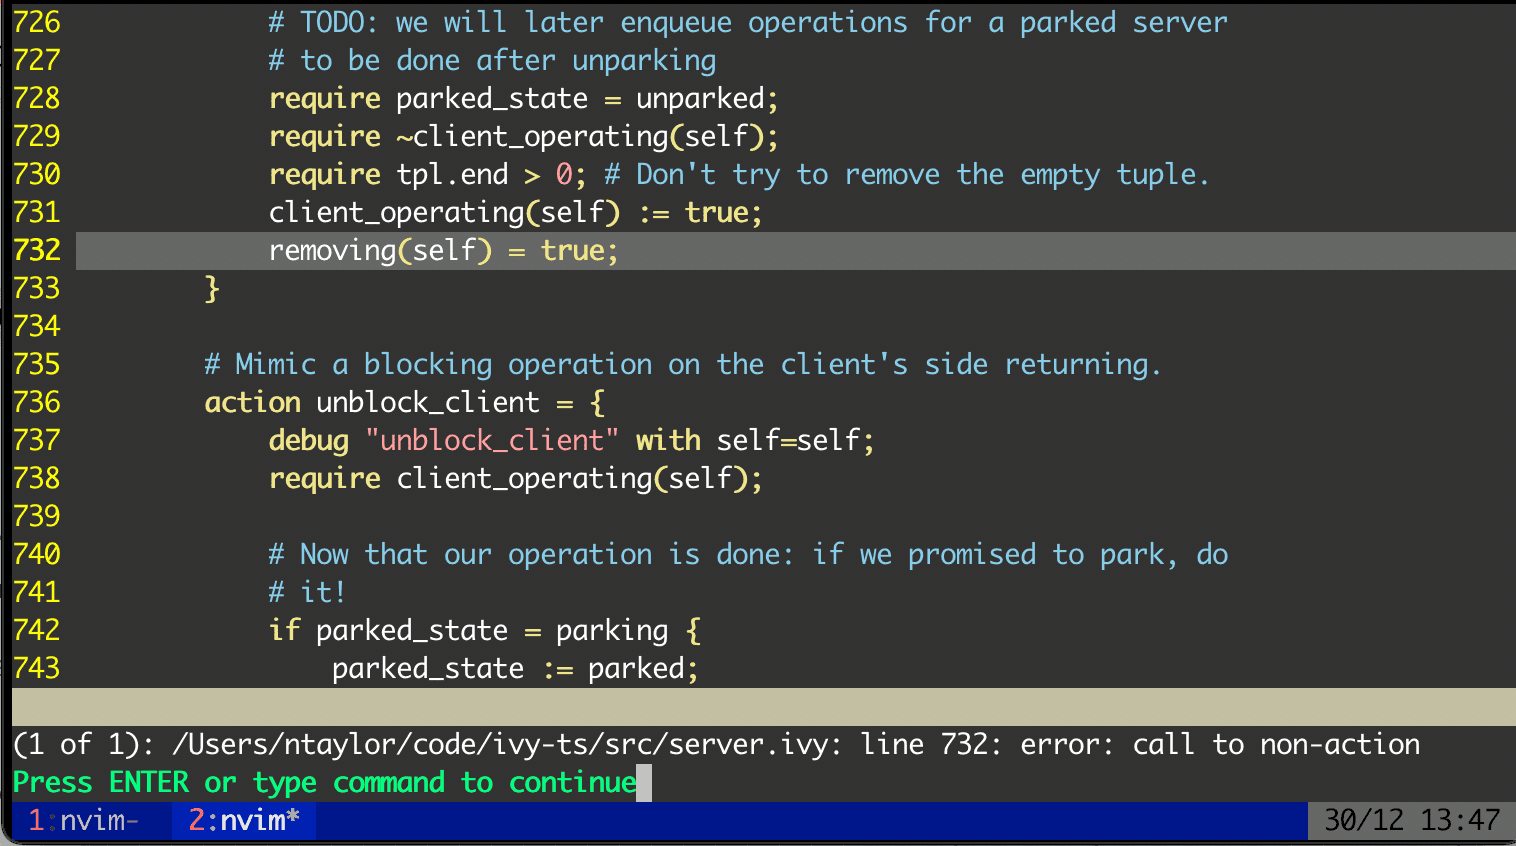 726             # TODO: we will later enqueue operations for a parked server
727             # to be done after unparking
728             require parked_state = unparked;
729             require ~client_operating(self);
730             require tpl.end > 0; # Don't try to remove the empty tuple.
731             client_operating(self) := true;
732             removing(self) = true;
733         }
734
735         # Mimic a blocking operation on the client's side returning.
736         action unblock_client = {
737             debug "unblock_client" with self=self;
738             require client_operating(self);
739
740             # Now that our operation is done: if we promised to park, do
741             # it!
742             if parked_state = parking {
743                 parked_state := parked;
(1 of 1): /Users/ntaylor/code/ivy-ts/src/server.ivy: line 732: error: call to non-action
Press ENTER or type command to continue
1:nvim- 2:nvim* 30/12 13:47